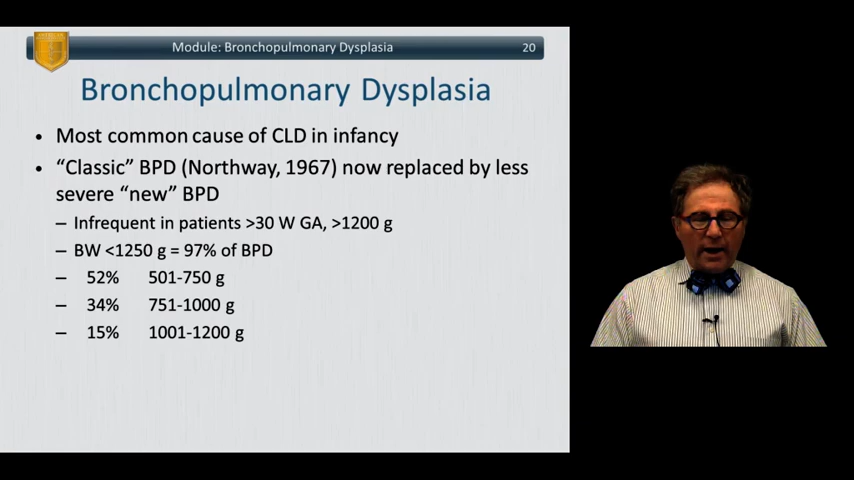 Module: Bronchopulmonary Dysplasia 20
Bronchopulmonary Dysplasia
• Most common cause of CLD in infancy
• “Classic” BPD (Northway, 1967) now replaced by less
severe “new” BPD
– Infrequent in patients >30 W GA, >1200 g
– BW <1250 g = 97% of BPD
– 52% 501-750 g
– 34% 751-1000 g
– 15% 1001-1200 g